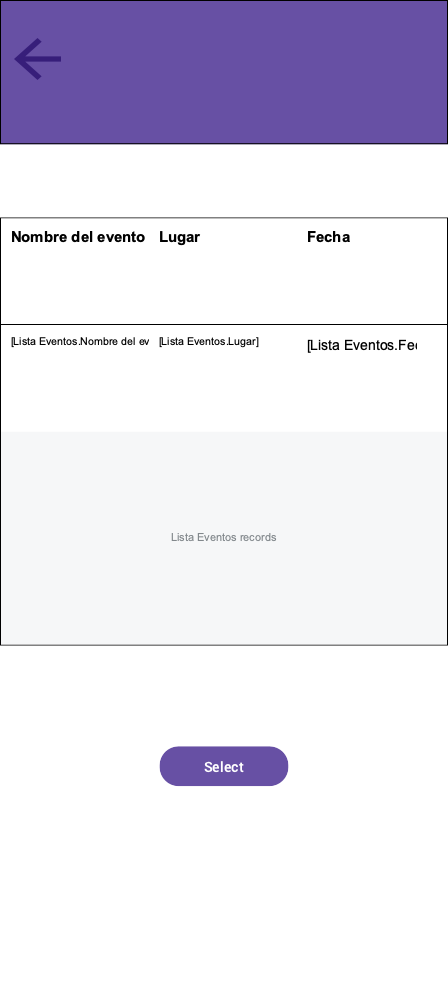 Nombre del evento Lugar Fecha
[Lista Eventos.Nombre del ev [Lista Eventos.Lugar] [Lista Eventos.Fe
Lista Eventos records
Select